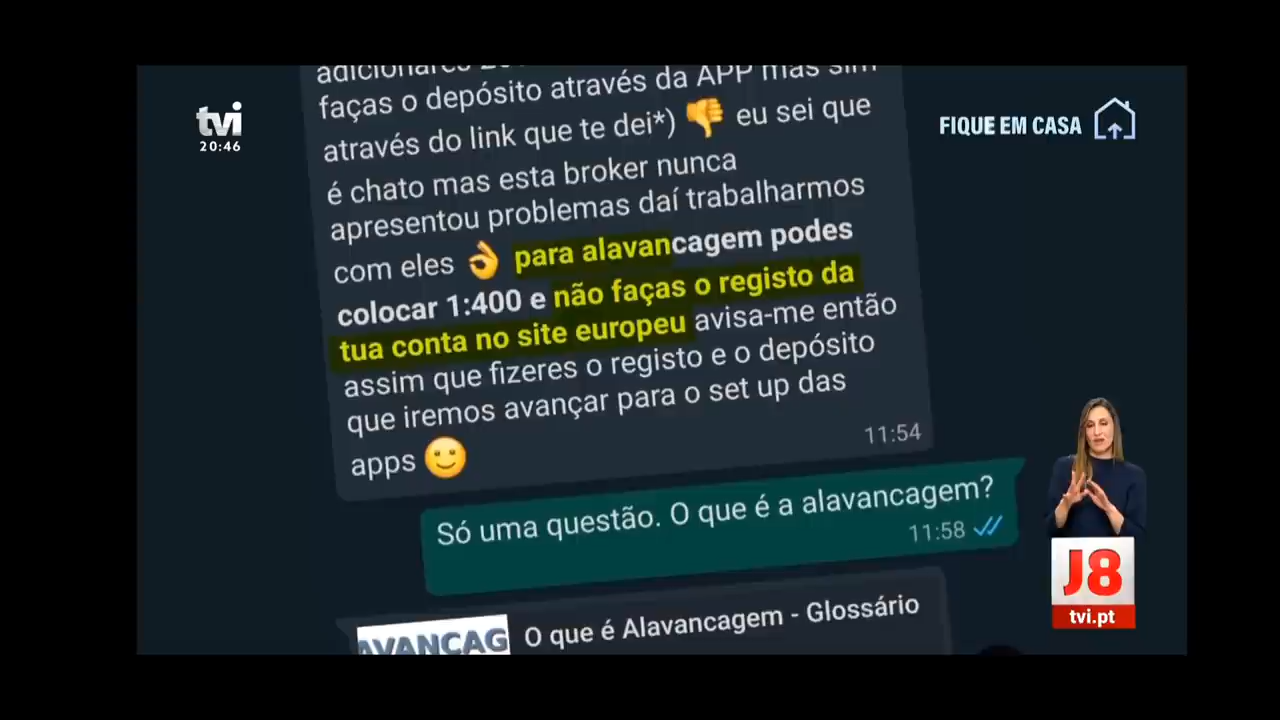 faças o depósito através da APP mas sim
através do link que te dei*) 👎 eu sei que
é chato mas esta broker nunca
apresentou problemas daí trabalharmos
com eles 👌 para alavancagem podes
colocar 1:400 e não faças o registo da
tua conta no site europeu avisa-me então
assim que fizeres o registo e o depósito
que iremos avançar para o set up das
apps 🙂
11:54
Só uma questão. O que é a alavancagem?
11:58
AVANCAG
O que é Alavancagem - Glossário
tvi
20:46
FIQUE EM CASA
J8
tvi.pt